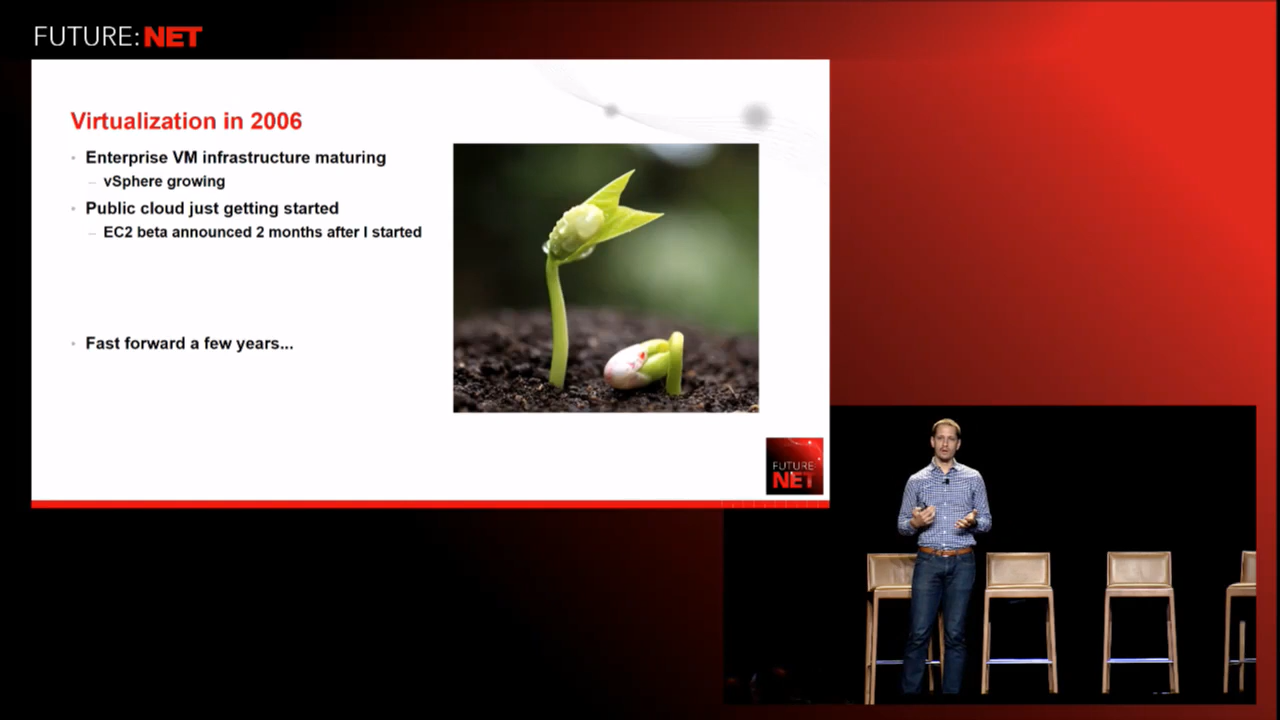 FUTURE:NET
Virtualization in 2006
Enterprise VM infrastructure maturing
vSphere growing
Public cloud just getting started
EC2 beta announced 2 months after I started
Fast forward a few years...
FUTURE:
NET